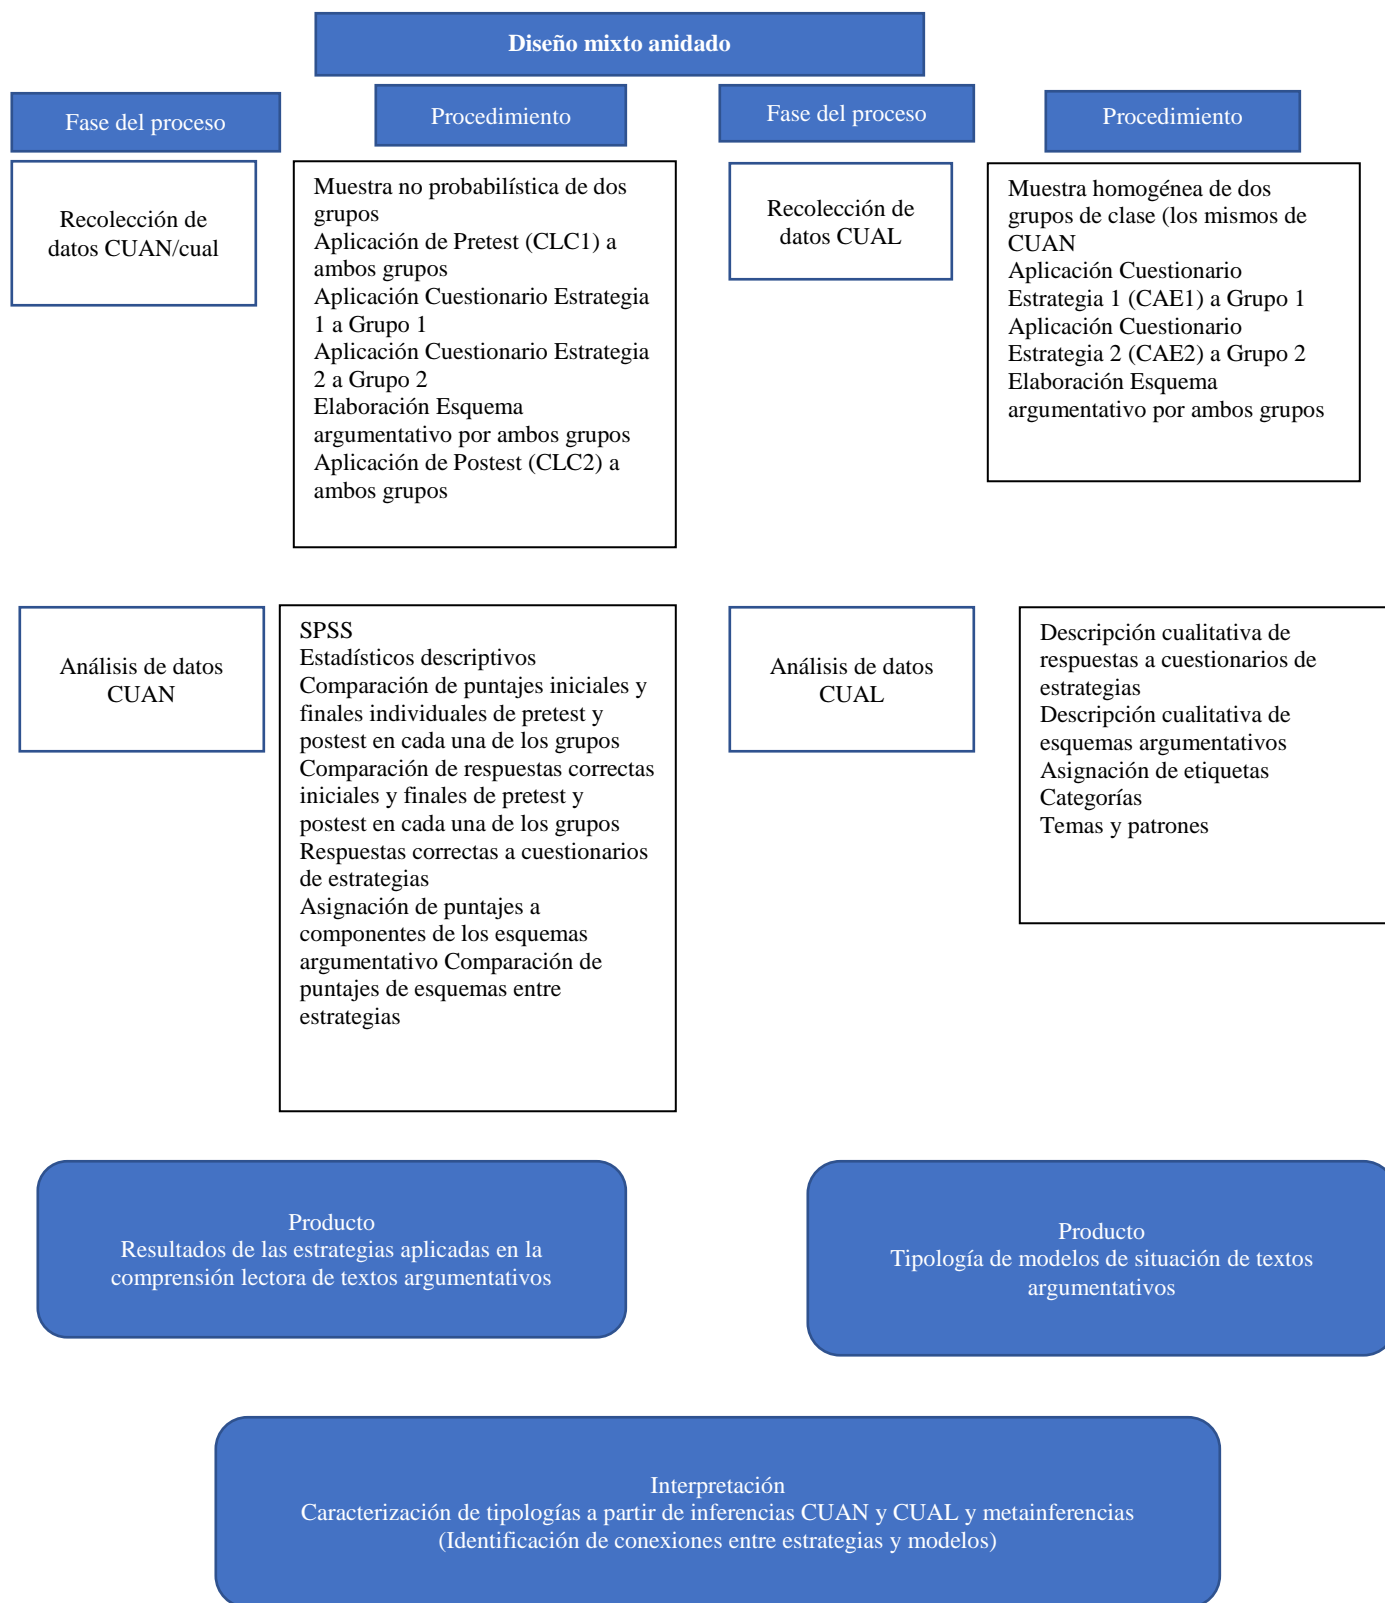 Diseño mixto anidado
Fase del proceso
Procedimiento
Fase del proceso
Procedimiento
Recolección de
datos CUAN/cual
Muestra no probabilística de dos
grupos
Aplicación de Pretest (CLC1) a
ambos grupos
Aplicación Cuestionario Estrategia
1 a Grupo 1
Aplicación Cuestionario Estrategia
2 a Grupo 2
Elaboración Esquema
argumentativo por ambos grupos
Aplicación de Postest (CLC2) a
ambos grupos
Recolección de
datos CUAL
Muestra homogénea de dos
grupos de clase (los mismos de
CUAN
Aplicación Cuestionario
Estrategia 1 (CAE1) a Grupo 1
Aplicación Cuestionario
Estrategia 2 (CAE2) a Grupo 2
Elaboración Esquema
argumentativo por ambos grupos
Análisis de datos
CUAN
SPSS
Estadísticos descriptivos
Comparación de puntajes iniciales y
finales individuales de pretest y
postest en cada una de los grupos
Comparación de respuestas correctas
iniciales y finales de pretest y
postest en cada una de los grupos
Respuestas correctas a cuestionarios
de estrategias
Asignación de puntajes a
componentes de los esquemas
argumentativo Comparación de
puntajes de esquemas entre
estrategias
Análisis de datos
CUAL
Descripción cualitativa de
respuestas a cuestionarios de
estrategias
Descripción cualitativa de
esquemas argumentativos
Asignación de etiquetas
Categorías
Temas y patrones
Producto
Resultados de las estrategias aplicadas en la
comprensión lectora de textos argumentativos
Producto
Tipología de modelos de situación de textos
argumentativos
Interpretación
Caracterización de tipologías a partir de inferencias CUAN y CUAL y metainferencias
(Identificación de conexiones entre estrategias y modelos)